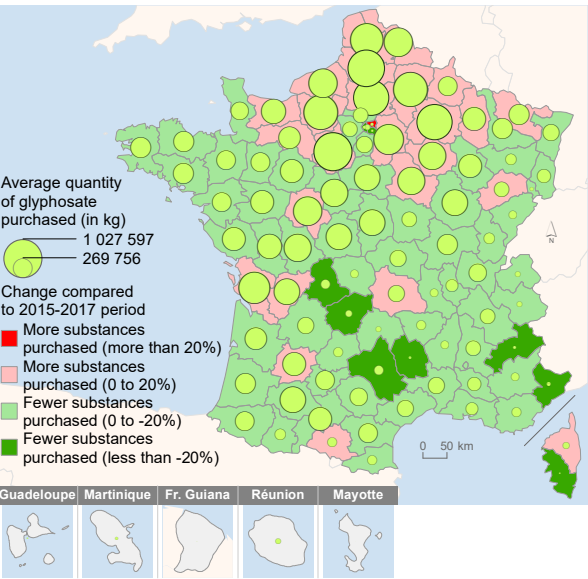 Average quantity
of glyphosate
purchased (in kg)
1 027 597
269 756
Change compared
to 2015-2017 period
More substances
purchased (more than 20%)
More substances
purchased (0 to 20%)
Fewer substances
purchased (0 to -20%)
Fewer substances
purchased (less than -20%)
N
0 50 km
Guadeloupe Martinique Fr. Guiana Réunion Mayotte